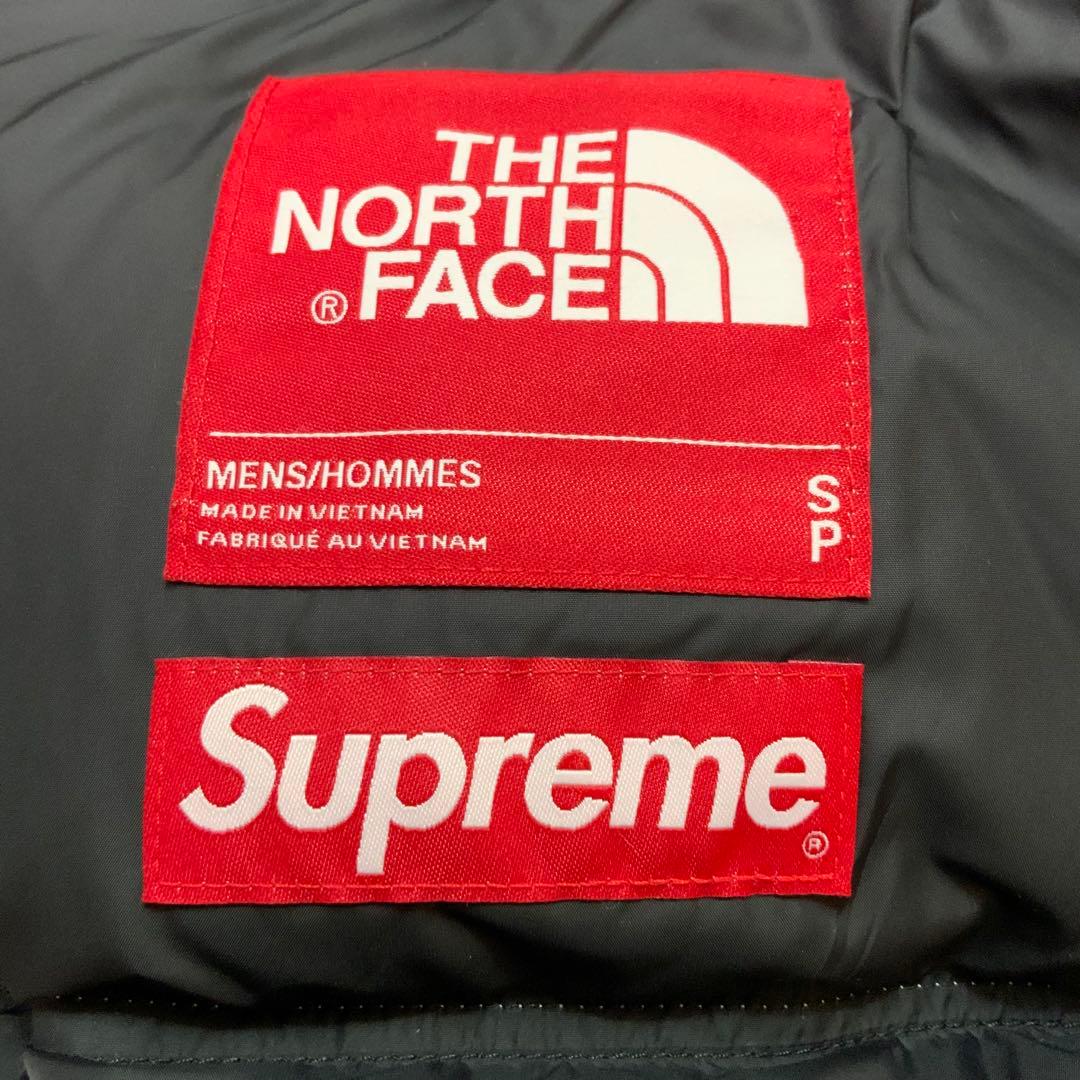 THE
NORTH
® FACE
MENS/HOMMES
MADE IN VIETNAM
FABRIQUÉ AU VIETNAM
S
P
Supreme ®